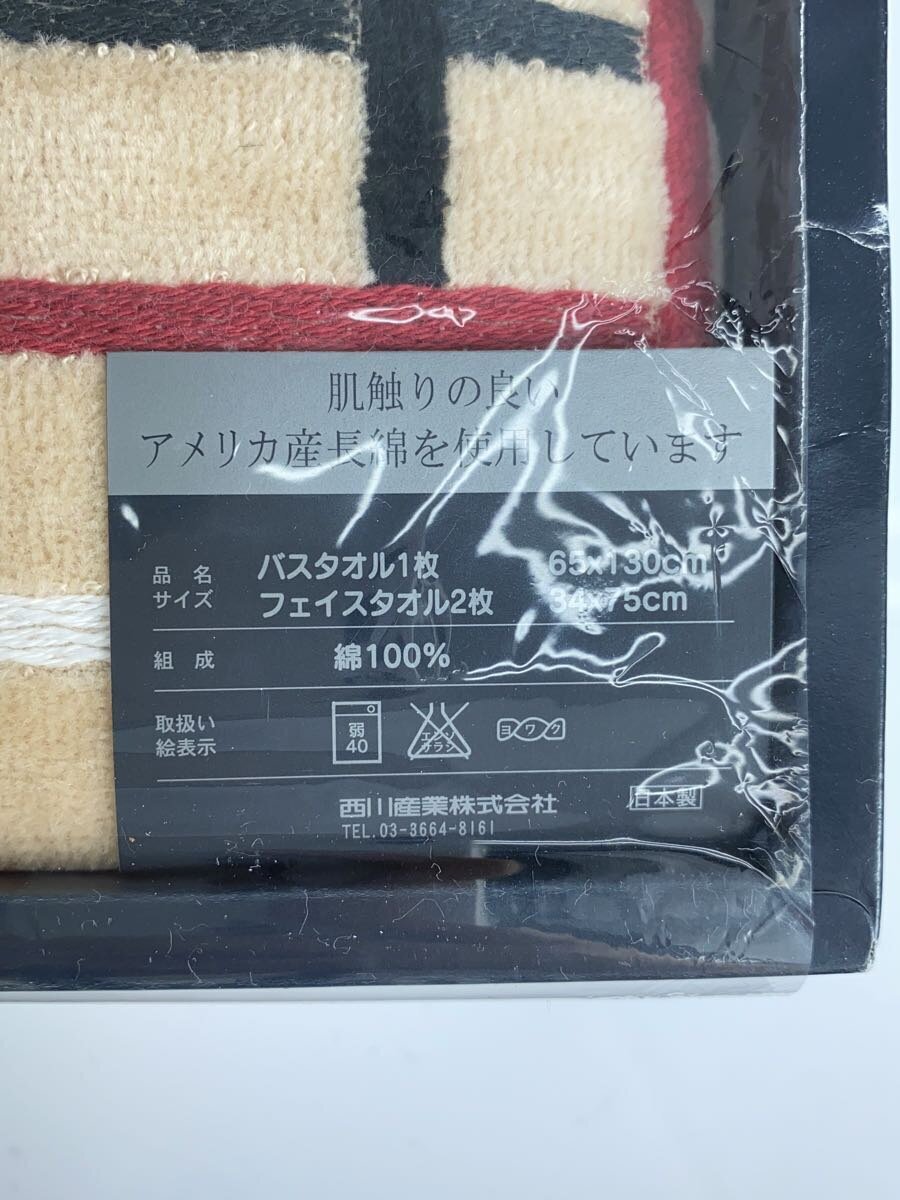 肌触りの良い
アメリカ産長綿を使用しています
品名 バスタオル1枚 65×130cm
サイズ フェイスタオル2枚 34×75cm
組成 綿100%
取扱い
絵表示
弱
40
エンソ
サラシ
ヨワク
西川産業株式会社 日本製
TEL.03-3664-8161